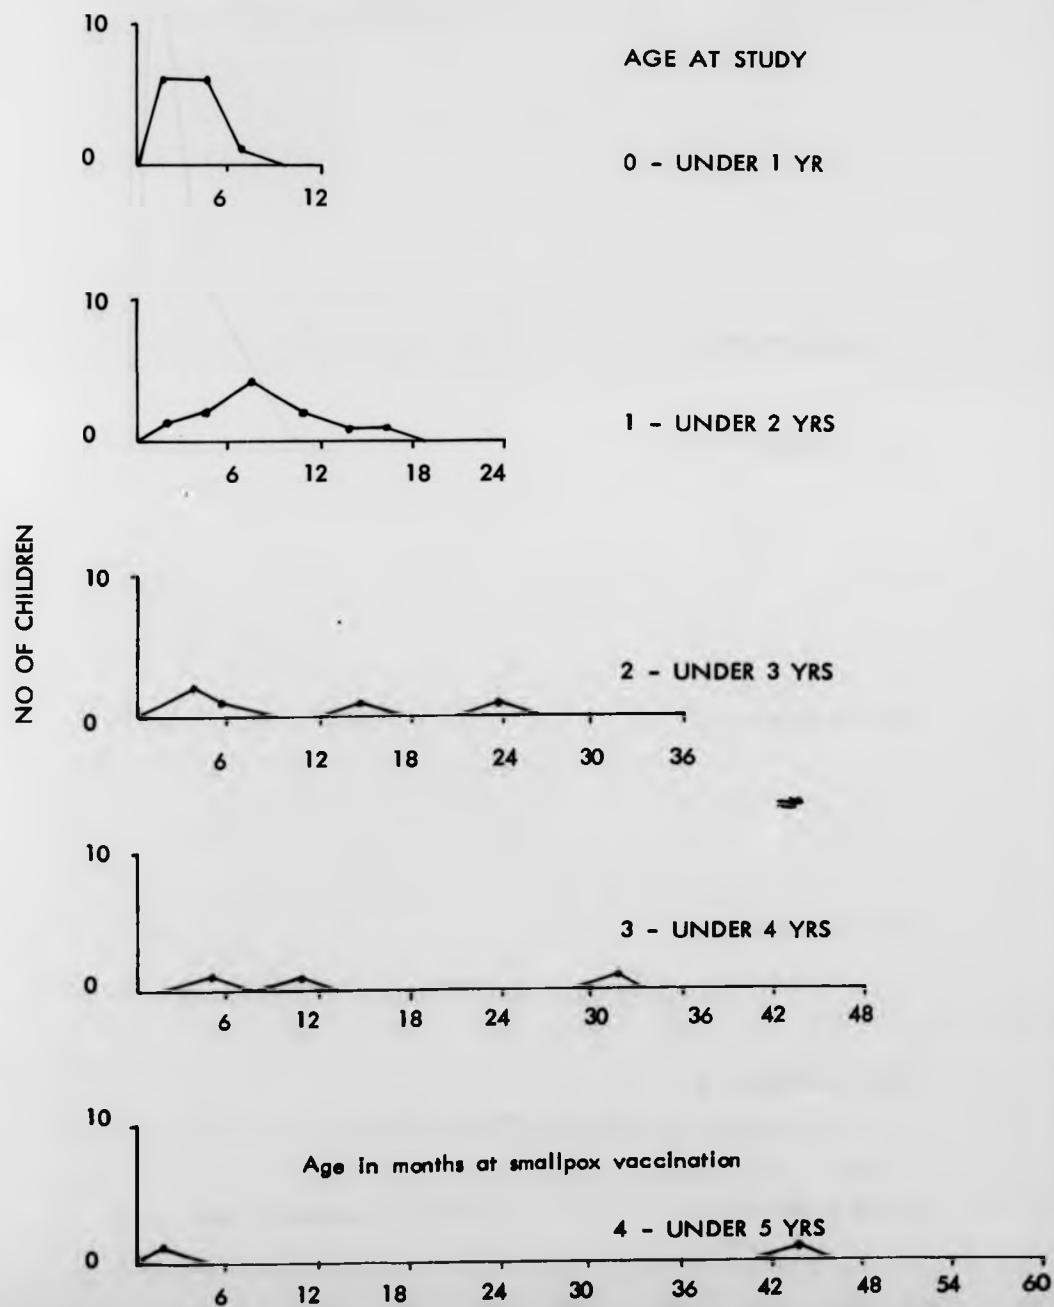 10
AGE AT STUDY
0
0 - UNDER 1 YR
6 12
10
0
1 - UNDER 2 YRS
6 12 18 24
NO OF CHILDREN
10
2 - UNDER 3 YRS
0
6 12 18 24 30 36
10
3 - UNDER 4 YRS
0
6 12 18 24 30 36 42 48
10
Age in months at smallpox vaccination
4 - UNDER 5 YRS
0
6 12 18 24 30 36 42 48 54 60